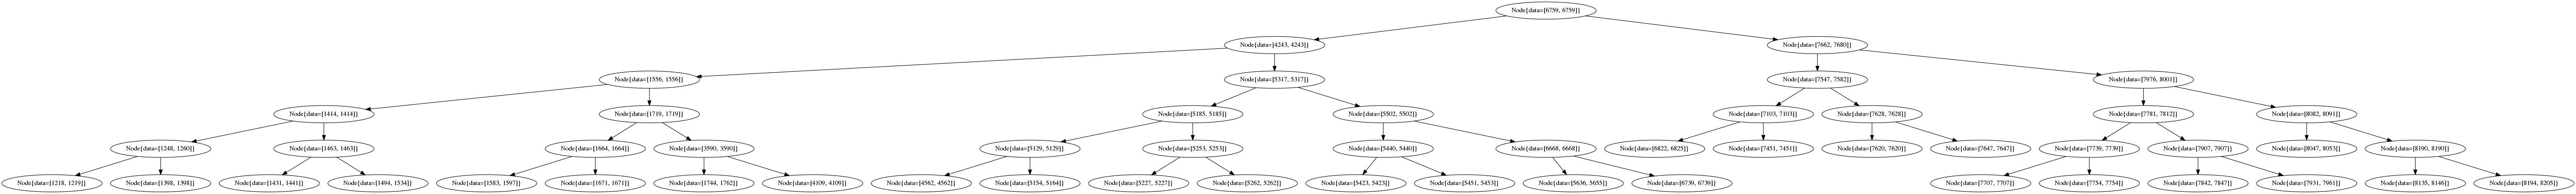 Node{data=[6759, 6759]}
Node{data=[4243, 4243]}
Node{data=[7662, 7680]}
Node{data=[1556, 1556]}
Node{data=[5317, 5317]}
Node{data=[7547, 7582]}
Node{data=[7976, 8001]}
Node{data=[1414, 1414]}
Node{data=[1719, 1719]}
Node{data=[5185, 5185]}
Node{data=[5502, 5502]}
Node{data=[7103, 7103]}
Node{data=[7628, 7628]}
Node{data=[7781, 7812]}
Node{data=[8082, 8091]}
Node{data=[1248, 1260]}
Node{data=[1463, 1463]}
Node{data=[1664, 1664]}
Node{data=[3590, 3590]}
Node{data=[5129, 5129]}
Node{data=[5253, 5253]}
Node{data=[5440, 5440]}
Node{data=[6668, 6668]}
Node{data=[6822, 6825]}
Node{data=[7451, 7451]}
Node{data=[7620, 7620]}
Node{data=[7647, 7647]}
Node{data=[7739, 7739]}
Node{data=[7907, 7907]}
Node{data=[8047, 8053]}
Node{data=[8190, 8190]}
Node{data=[1218, 1219]}
Node{data=[1398, 1398]}
Node{data=[1431, 1441]}
Node{data=[1494, 1534]}
Node{data=[1583, 1597]}
Node{data=[1671, 1671]}
Node{data=[1744, 1762]}
Node{data=[4109, 4109]}
Node{data=[4562, 4562]}
Node{data=[5154, 5164]}
Node{data=[5227, 5227]}
Node{data=[5262, 5262]}
Node{data=[5423, 5423]}
Node{data=[5451, 5453]}
Node{data=[5636, 5655]}
Node{data=[6739, 6739]}
Node{data=[7707, 7707]}
Node{data=[7754, 7754]}
Node{data=[7842, 7847]}
Node{data=[7931, 7961]}
Node{data=[8135, 8146]}
Node{data=[8194, 8205]}